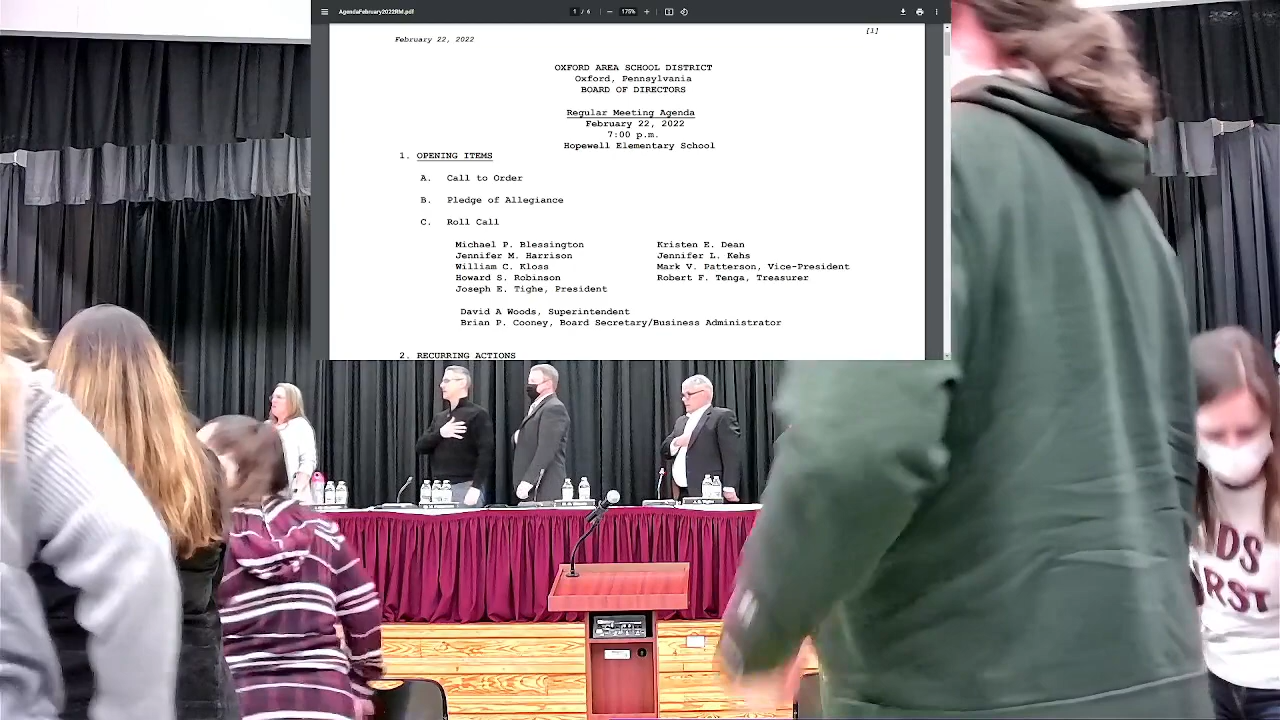 AgendaFebruary2022RM.pdf
1 / 6
175%
[1]
February 22, 2022
OXFORD AREA SCHOOL DISTRICT
Oxford, Pennsylvania
BOARD OF DIRECTORS
Regular Meeting Agenda
February 22, 2022
7:00 p.m.
Hopewell Elementary School
1. OPENING ITEMS
A. Call to Order
B. Pledge of Allegiance
C. Roll Call
Michael P. Blessington Kristen E. Dean
Jennifer M. Harrison Jennifer L. Kehs
William C. Kloss Mark V. Patterson, Vice-President
Howard S. Robinson Robert F. Tenga, Treasurer
Joseph E. Tighe, President
David A Woods, Superintendent
Brian P. Cooney, Board Secretary/Business Administrator
2. RECURRING ACTIONS